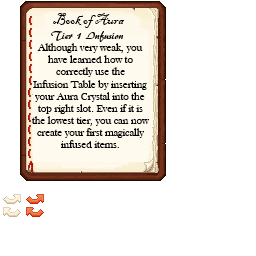 Book of Aura
Tier 1 Infusion
Although very weak, you
have learned how to
correctly use the
Infusion Table by inserting
your Aura Crystal into the
top right slot. Even if it is
the lowest tier, you can now
create your first magically
infused items.